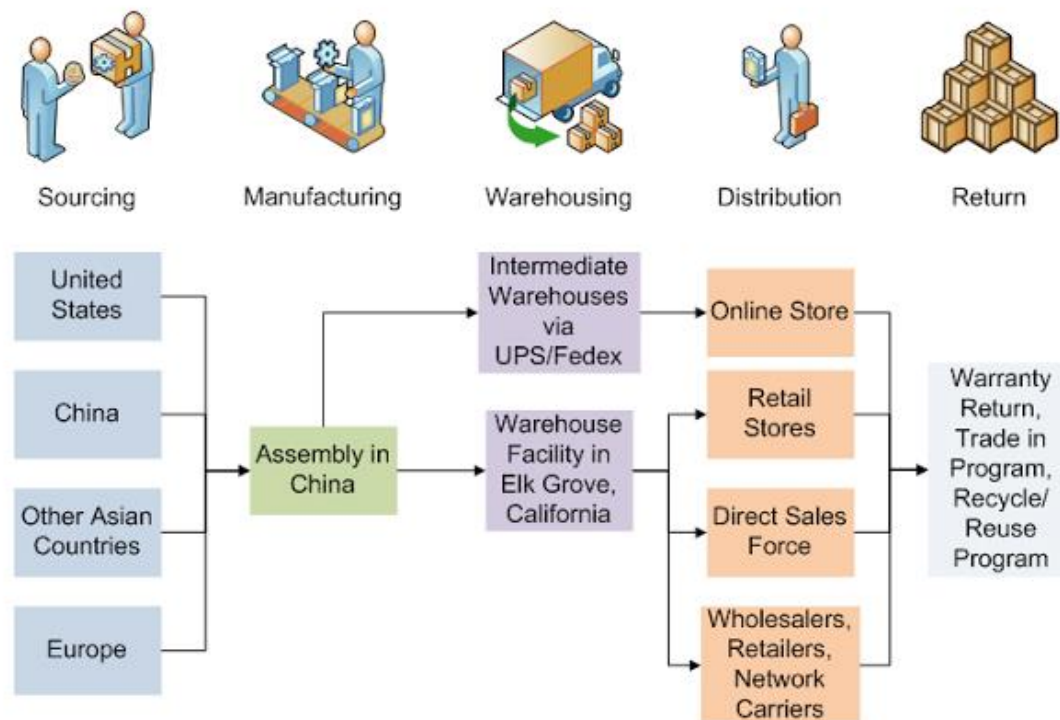 Sourcing
Manufacturing
Warehousing
Distribution
Return
United
States
China
Other Asian
Countries
Europe
Assembly in
China
Intermediate
Warehouses
via
UPS/Fedex
Warehouse
Facility in
Elk Grove,
California
Online Store
Retail
Stores
Direct Sales
Force
Wholesalers,
Retailers,
Network
Carriers
Warranty
Return,
Trade in
Program,
Recycle/
Reuse
Program